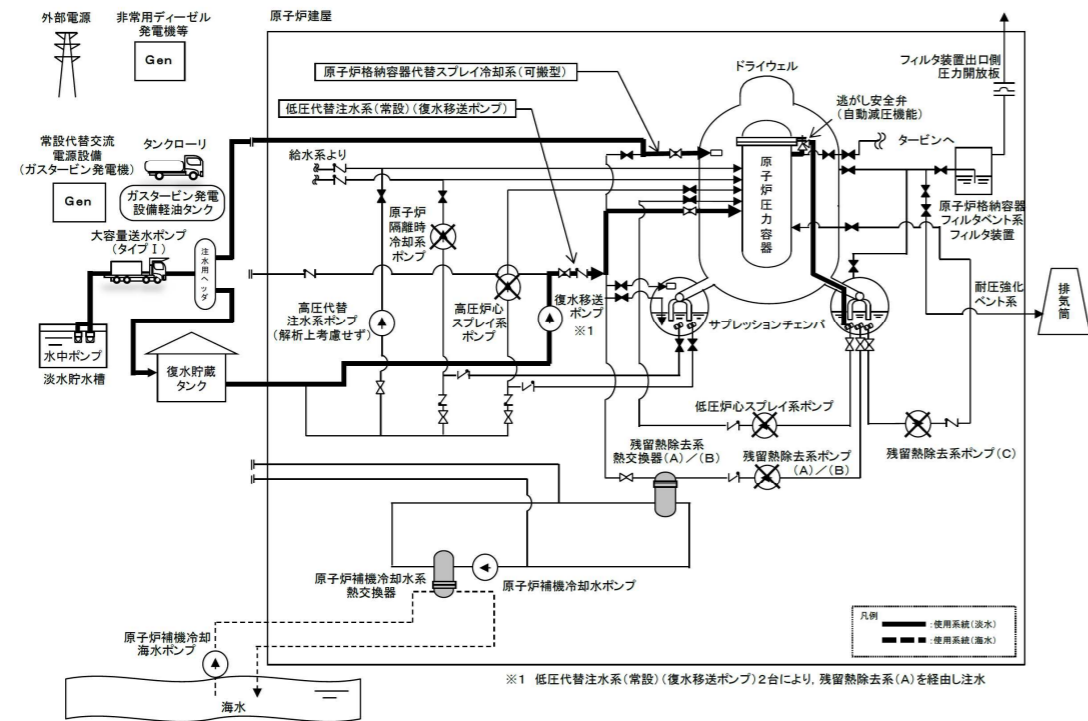 外部電源
非常用ディーゼル
発電機等
Gen
原子炉建屋
常設代替交流
電源設備
(ガスタービン発電機)
Gen
タンクローリ
ガスタービン発電
設備軽油タンク
大容量送水ポンプ
(タイプⅠ)
注水用ヘッダ
水中ポンプ
淡水貯水槽
復水貯蔵
タンク
原子炉格納容器代替スプレイ冷却系(可搬型)
低圧代替注水系(常設)(復水移送ポンプ)
給水系より
原子炉
隔離時
冷却系
ポンプ
高圧代替
注水系ポンプ
(解析上考慮せず)
高圧炉心
スプレイ系
ポンプ
復水移送
ポンプ
※1
ドライウェル
原子炉圧力容器
逃がし安全弁
(自動減圧機能)
タービンへ
フィルタ装置出口側
圧力開放板
原子炉格納容器
フィルタベント系
フィルタ装置
耐圧強化
ベント系
排気筒
サプレッションチェンバ
低圧炉心スプレイ系ポンプ
残留熱除去系
熱交換器(A)/(B)
残留熱除去系ポンプ
(A)/(B)
残留熱除去系ポンプ(C)
原子炉補機冷却水系
熱交換器
原子炉補機冷却水ポンプ
原子炉補機冷却
海水ポンプ
海水
凡例
:使用系統(淡水)
:使用系統(海水)
※1 低圧代替注水系(常設)(復水移送ポンプ)2台により,残留熱除去系(A)を経由し注水